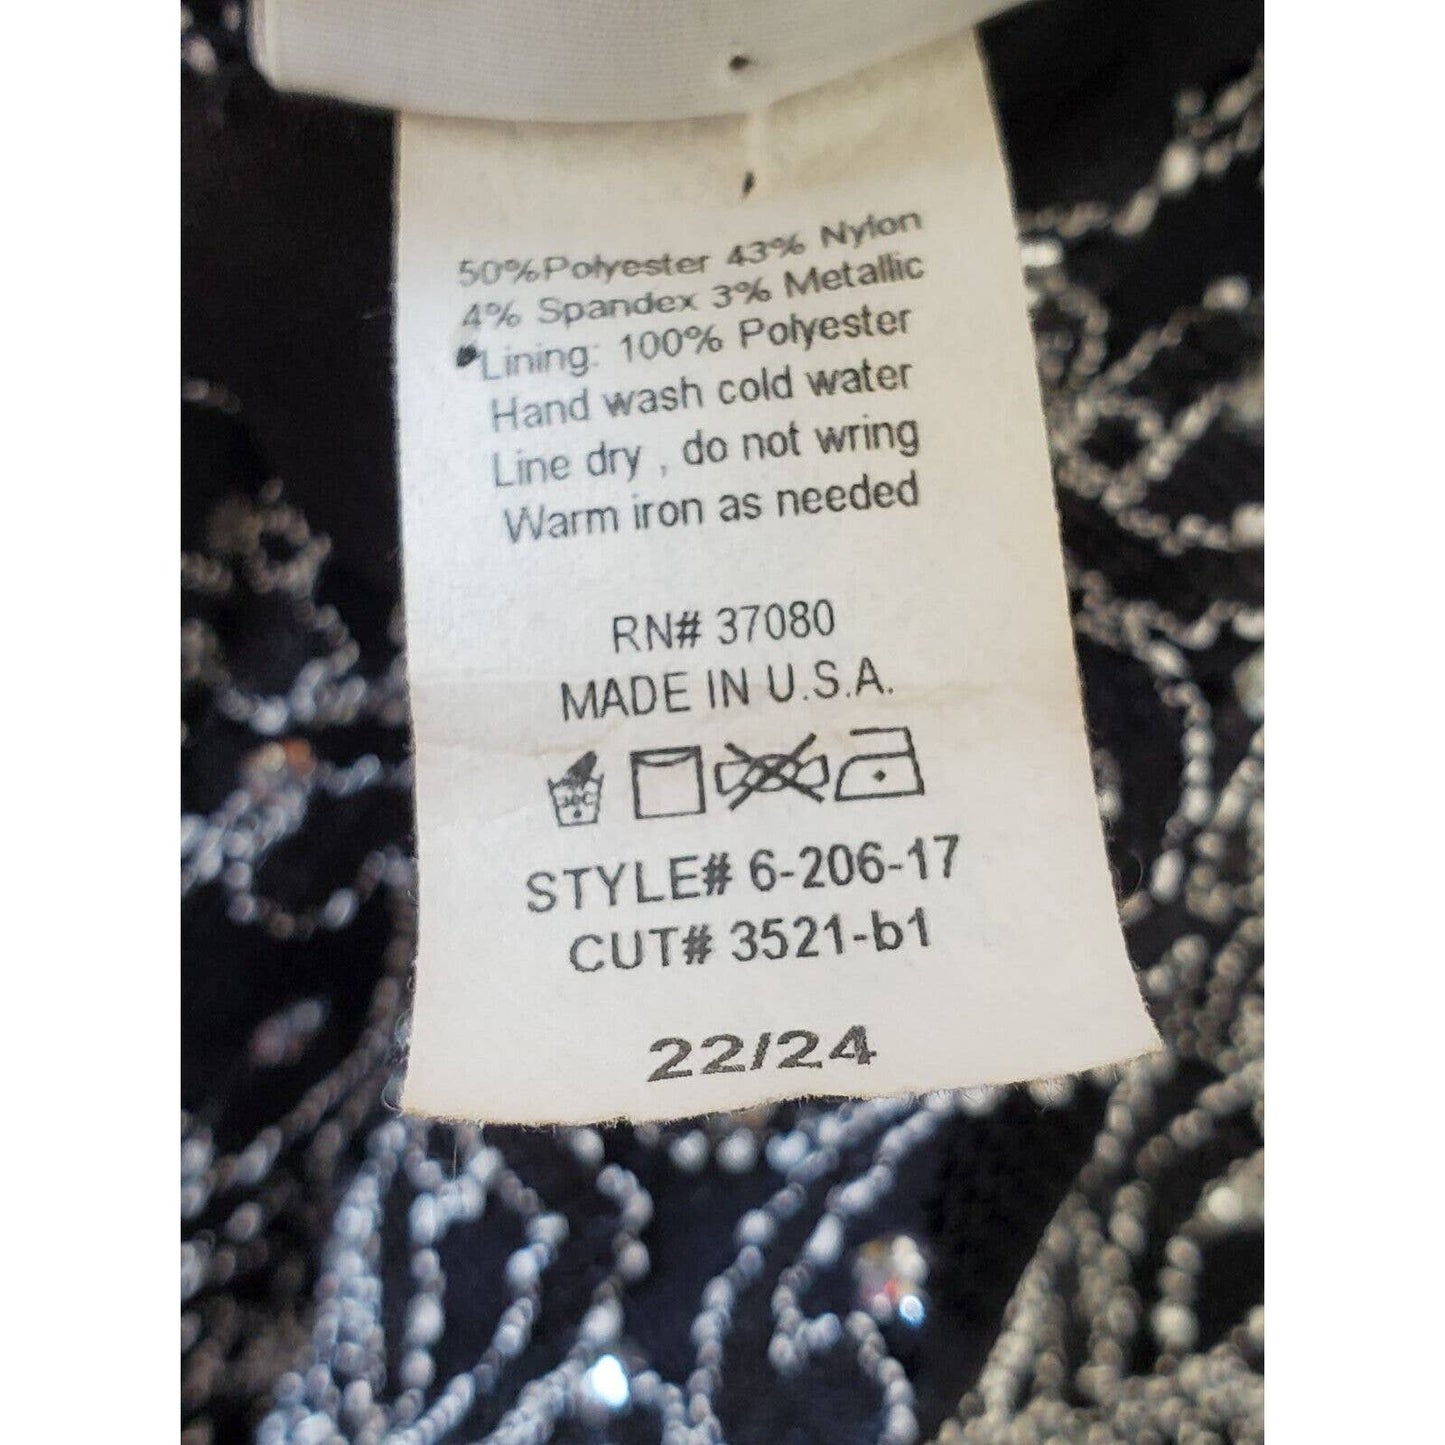 50%Polyester 43% Nylon
4% Spandex 3% Metallic
Lining: 100% Polyester
Hand wash cold water
Line dry , do not wring
Warm iron as needed
RN# 37080
MADE IN U.S.A.
30C
STYLE# 6-206-17
CUT# 3521-b1
22/24